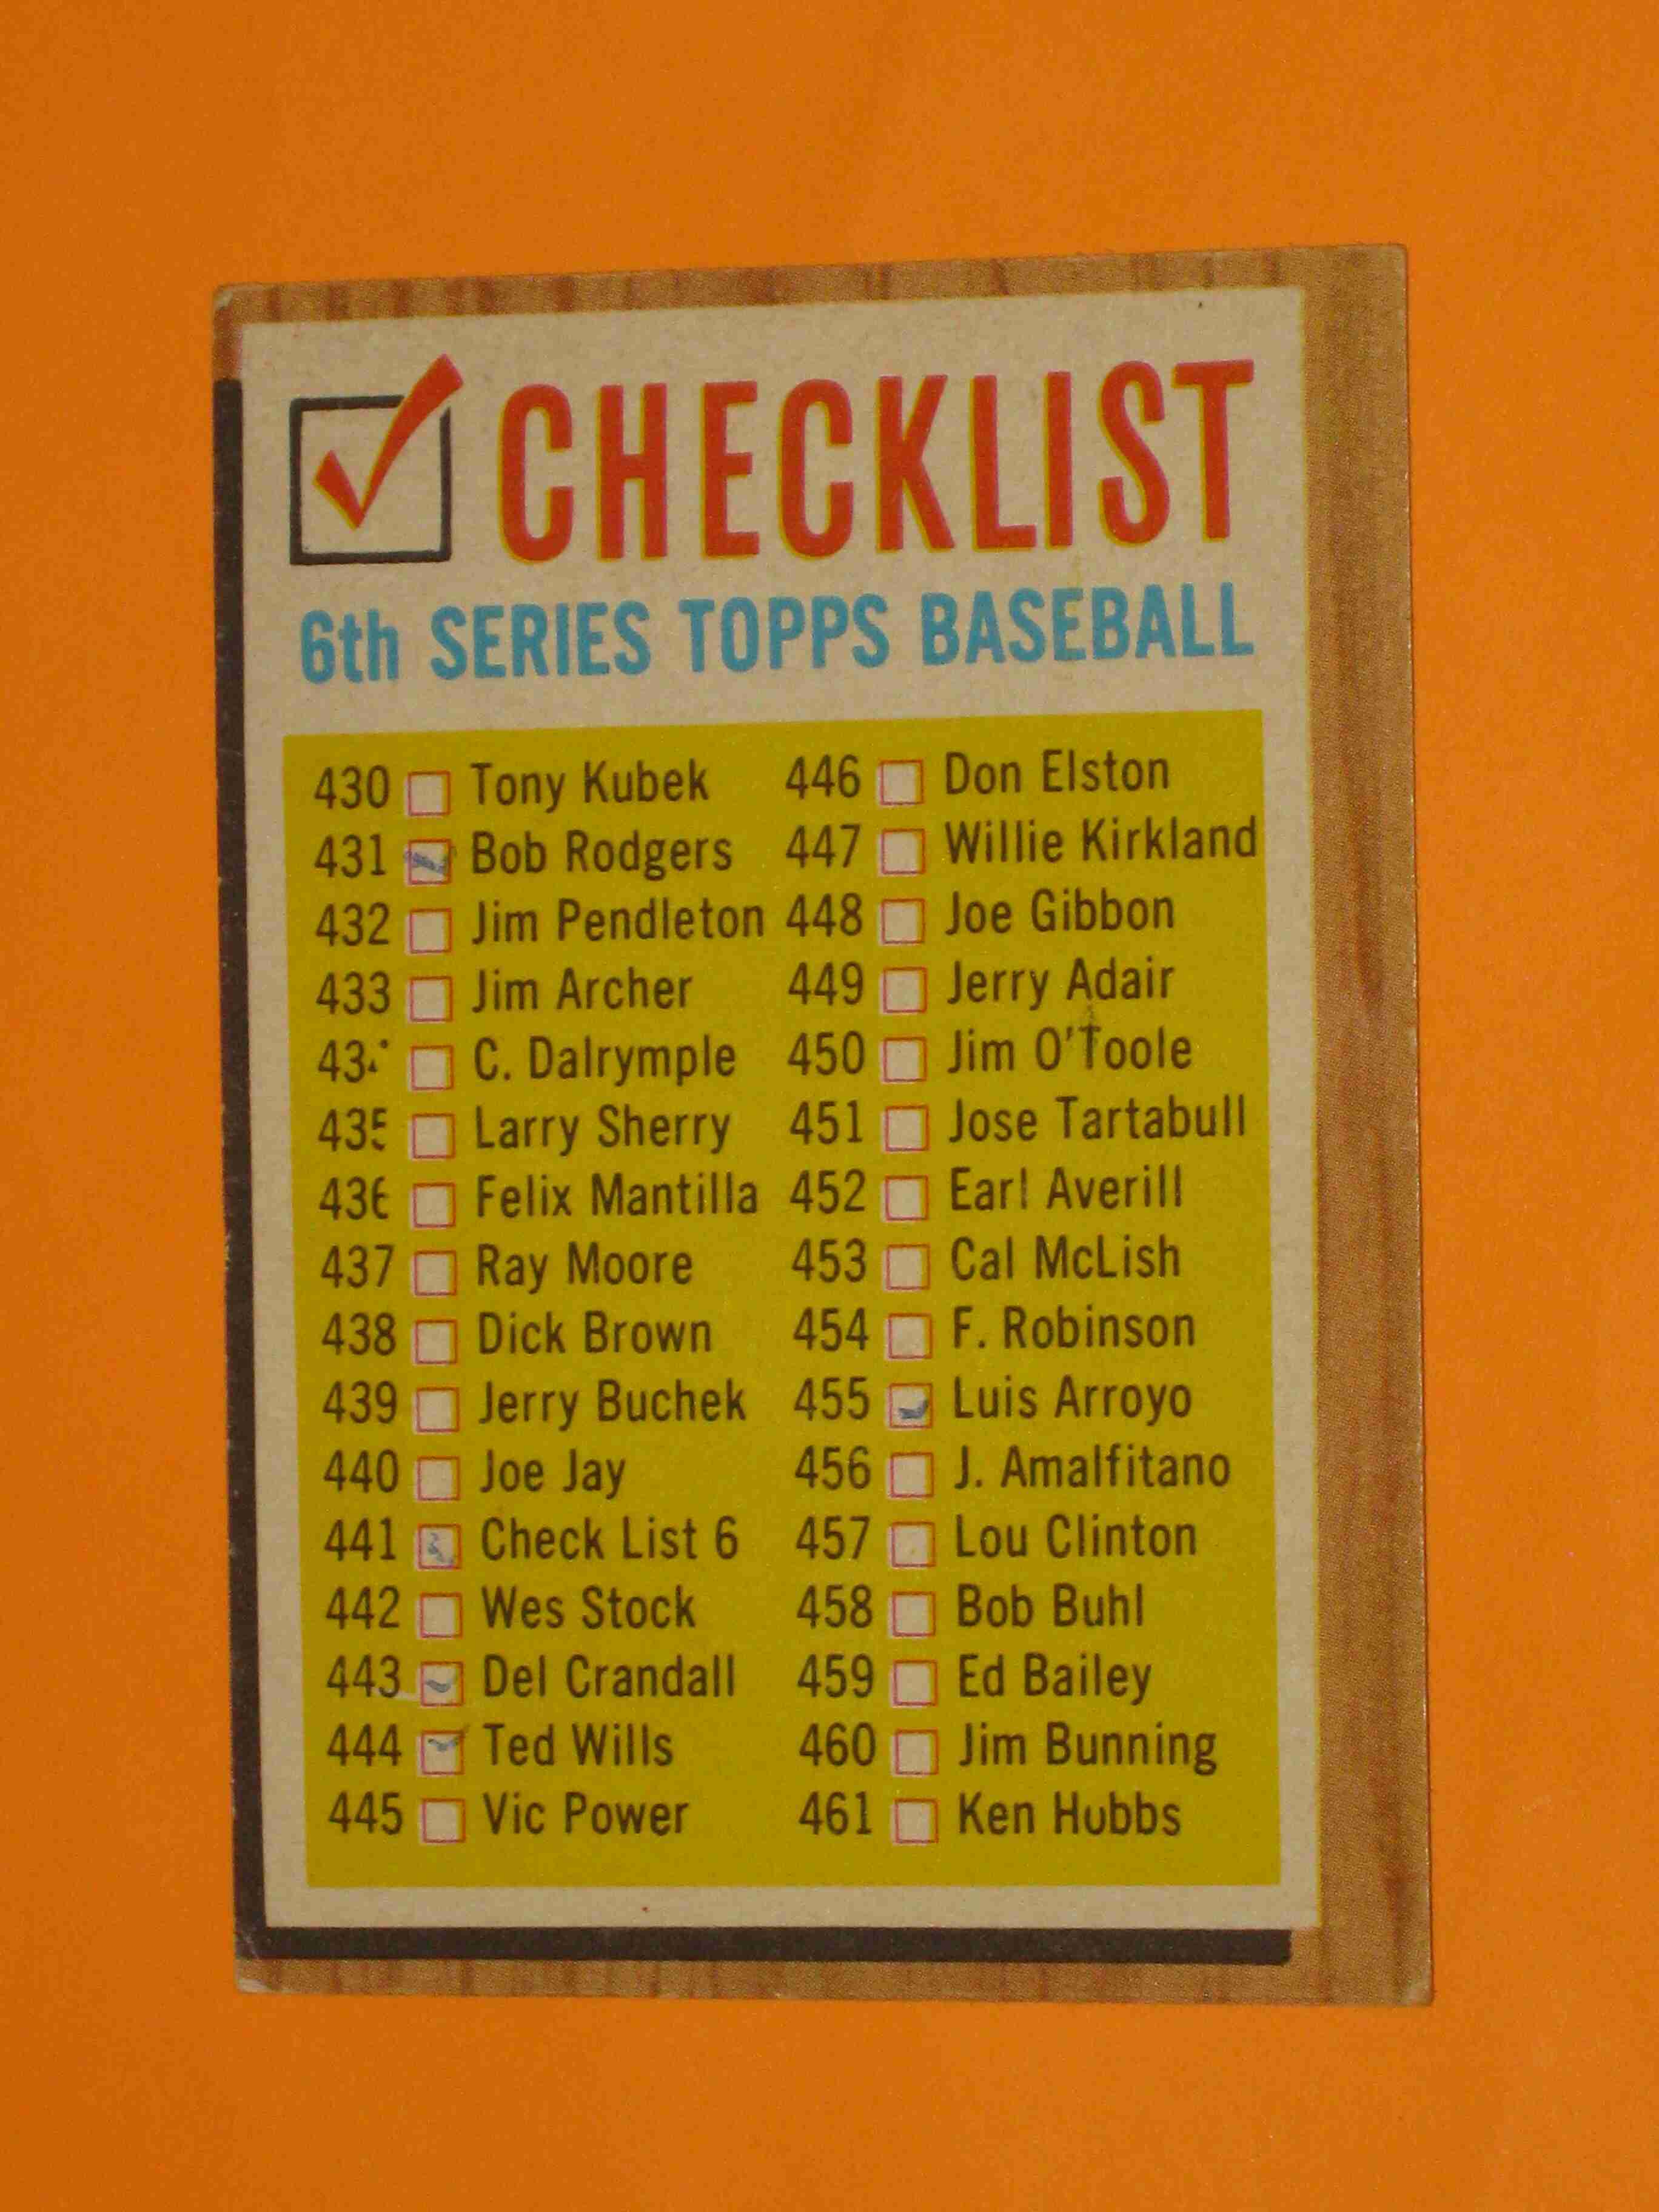 CHECKLIST
6th SERIES TOPPS BASEBALL
430 Tony Kubek
431 Bob Rodgers
432 Jim Pendleton
433 Jim Archer
43 C. Dalrymple
435 Larry Sherry
436 Felix Mantilla
437 Ray Moore
438 Dick Brown
439 Jerry Buchek
440 Joe Jay
441 Check List 6
442 Wes Stock
443 Del Crandall
444 Ted Wills
445 Vic Power
446 Don Elston
447 Willie Kirkland
448 Joe Gibbon
449 Jerry Adair
450 Jim O'Toole
451 Jose Tartabull
452 Earl Averill
453 Cal McLish
454 F. Robinson
455 Luis Arroyo
456 J. Amalfitano
457 Lou Clinton
458 Bob Buhl
459 Ed Bailey
460 Jim Bunning
461 Ken Hubbs